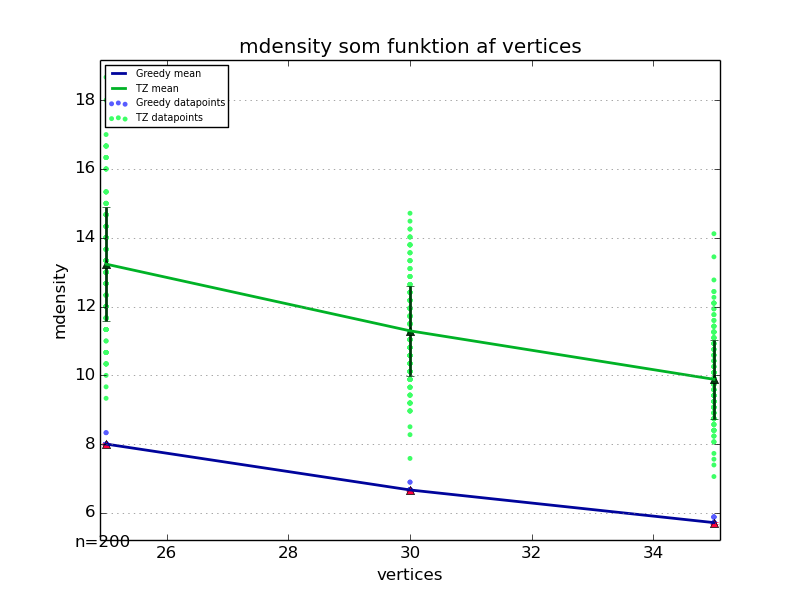 mdensity som funktion af vertices
Greedy mean
TZ mean
Greedy datapoints
TZ datapoints
18
16
14
12
10
8
6
mdensity
n=200
26
28
30
32
34
vertices